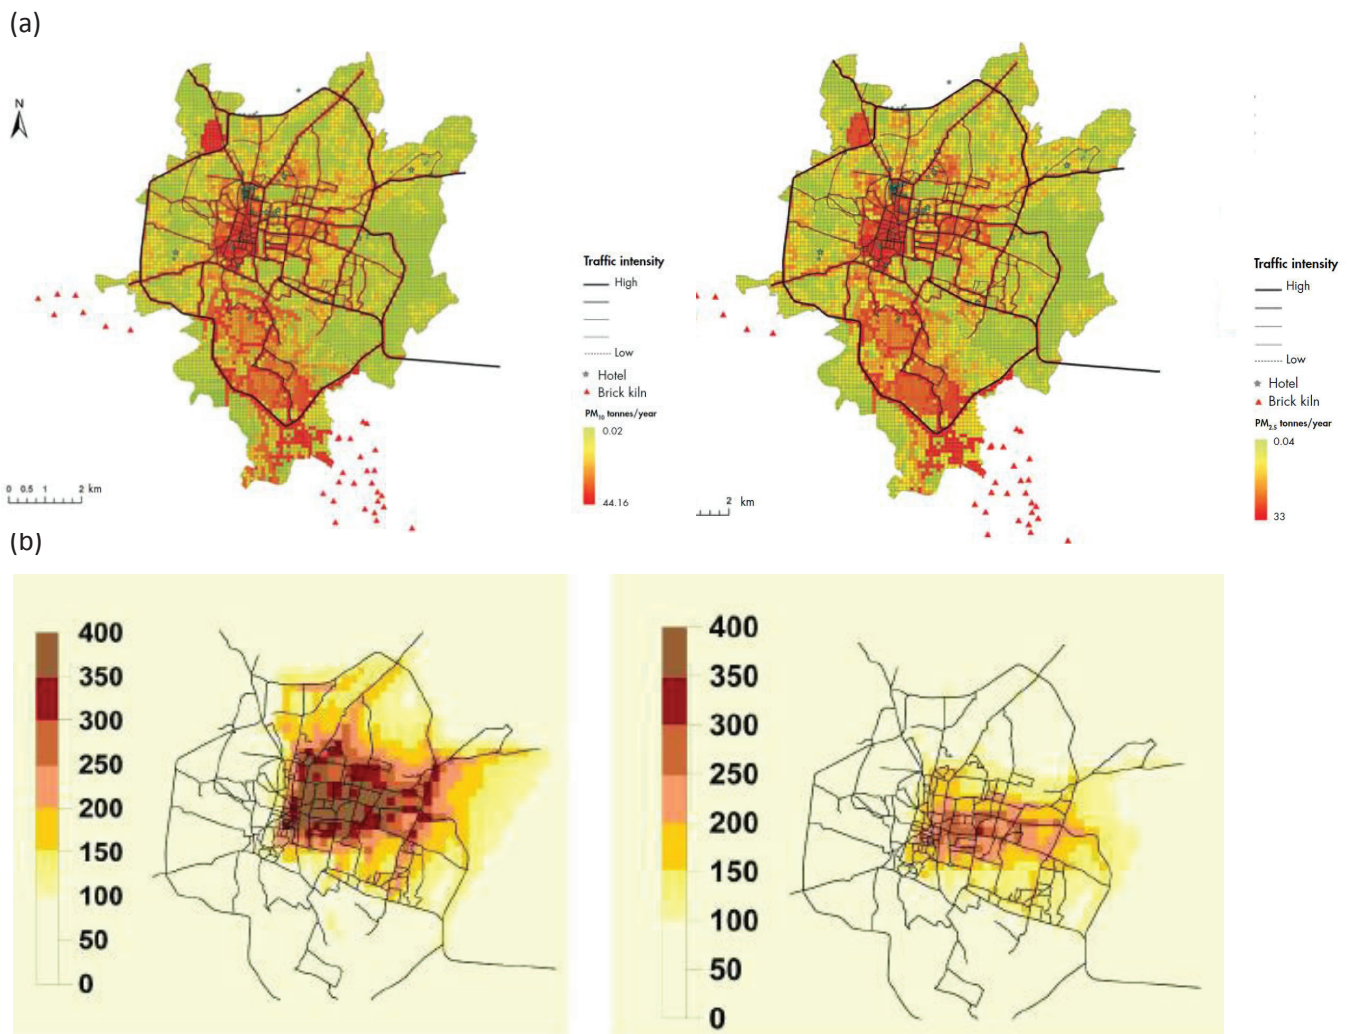 (a)
N
Traffic intensity
High
Low
Hotel
Brick kiln
PM₁₀ tonnes/year
0.02
44.16
0 0.5 1 2 km
Traffic intensity
High
Low
Hotel
Brick kiln
PM₂.₅ tonnes/year
0.04
33
2 km
(b)
400
350
300
250
200
150
100
50
0
400
350
300
250
200
150
100
50
0